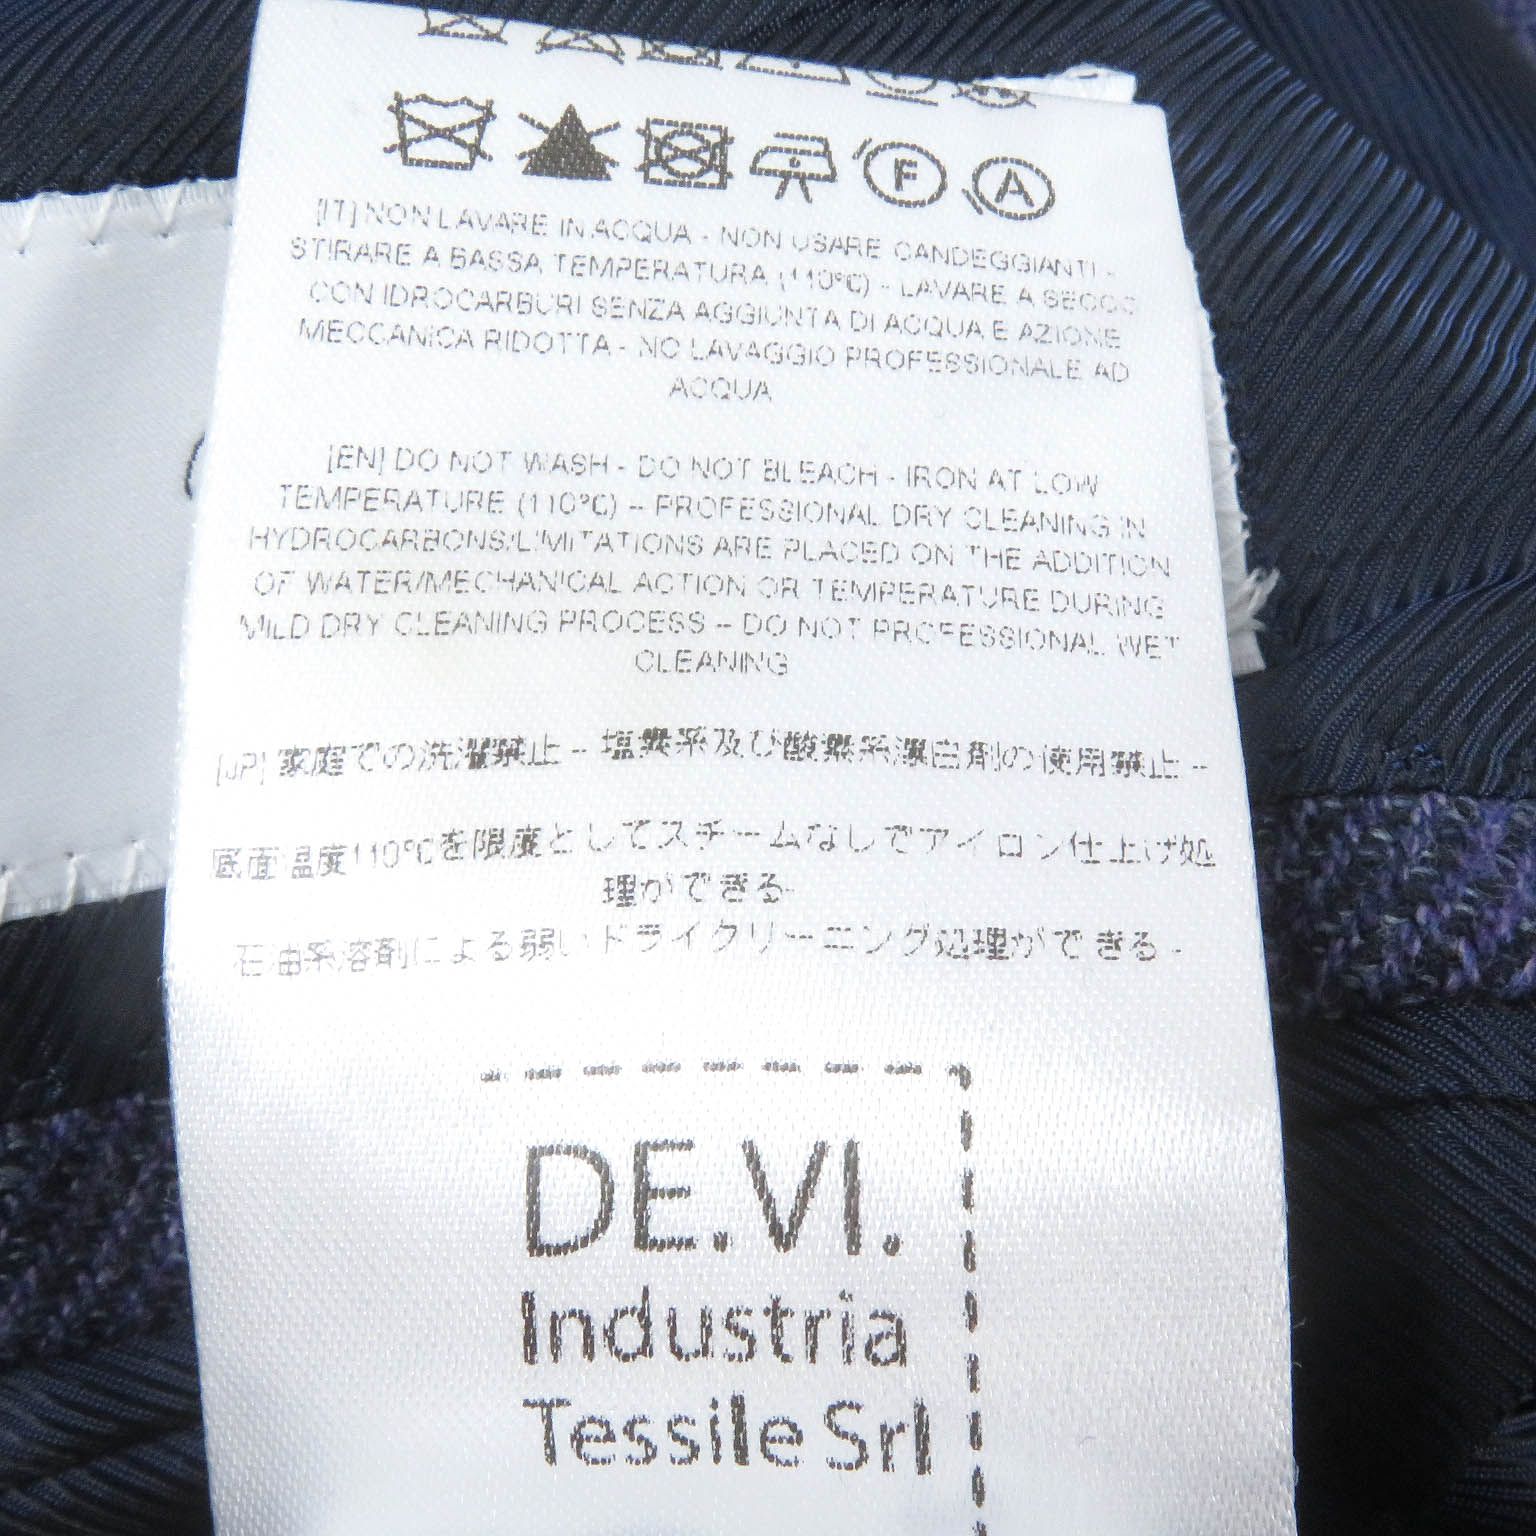 F A
[IT] NON LAVARE IN ACQUA - NON USARE CANDEGGIANTI -
STIRARE A BASSA TEMPERATURA (110°C) - LAVARE A SECCO
CON IDROCARBURI SENZA AGGIUNTA DI ACQUA E AZIONE
MECCANICA RIDOTTA - NO LAVAGGIO PROFESSIONALE AD
ACQUA
[EN] DO NOT WASH - DO NOT BLEACH - IRON AT LOW
TEMPERATURE (110°C) – PROFESSIONAL DRY CLEANING IN
HYDROCARBONS/LIMITATIONS ARE PLACED ON THE ADDITION
OF WATER/MECHANICAL ACTION OR TEMPERATURE DURING
MILD DRY CLEANING PROCESS – DO NOT PROFESSIONAL WET
CLEANING
[JP] 家庭での洗濯禁止 – 塩素系及び酸素系漂白剤の使用禁止 –
底面温度110°Cを限度としてスチームなしでアイロン仕上げ処
理ができる-
石油系溶剤による弱いドライクリーニング処理ができる -
DE.VI.
Industria
Tessile Srl